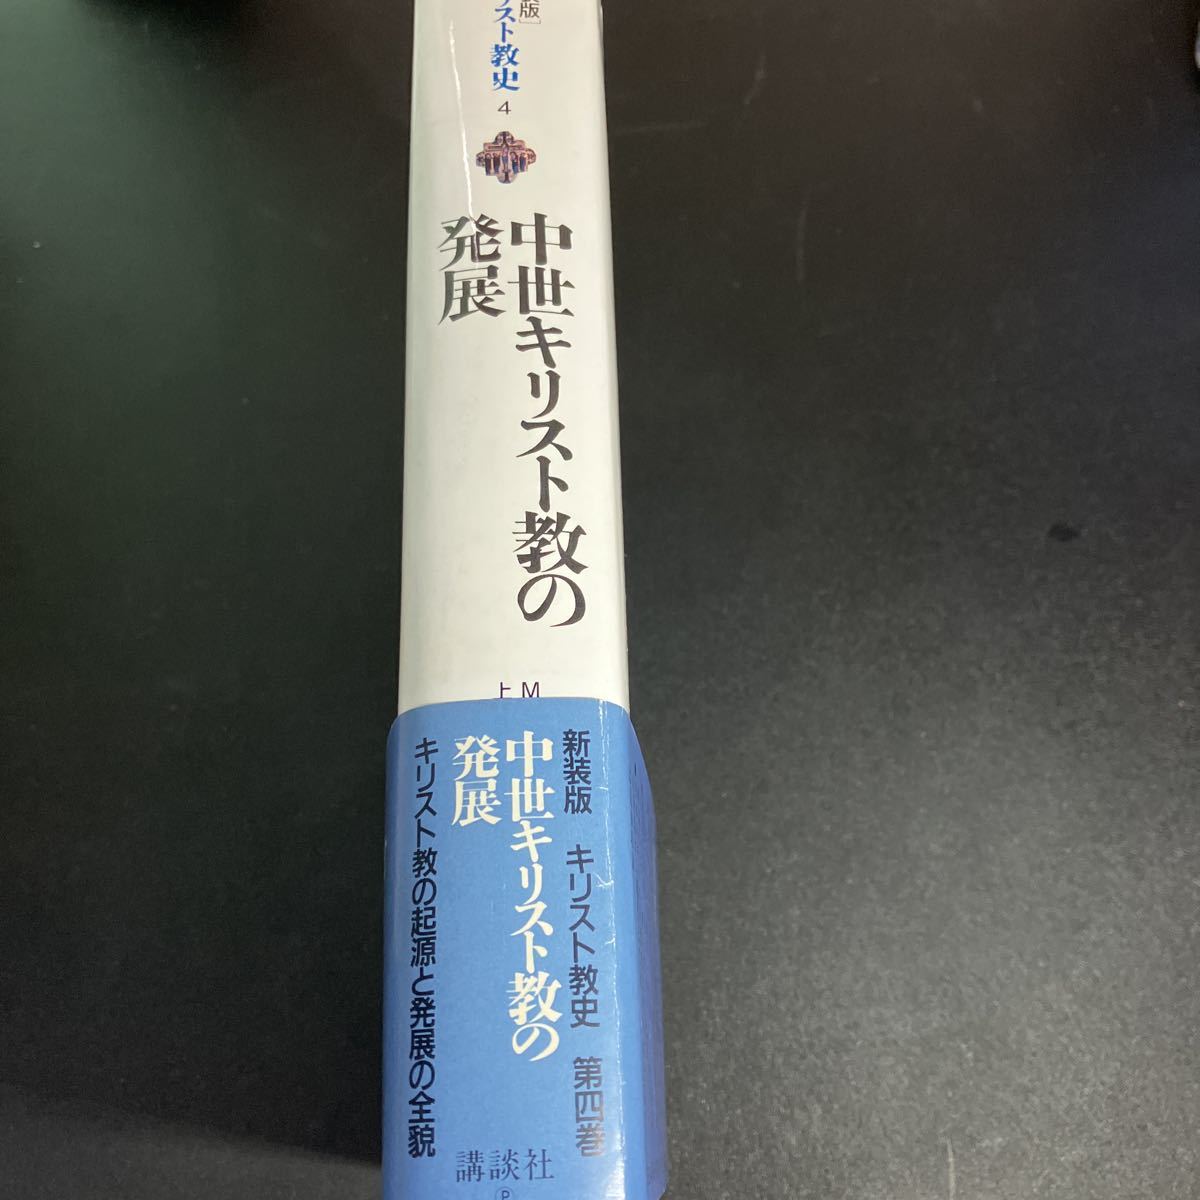 版］
スト教史
4
中世キリスト教の
発展
M
上
新装版 キリスト教史 第四巻
中世キリスト教の
発展
キリスト教の起源と発展の全貌
講談社
Ⓟ